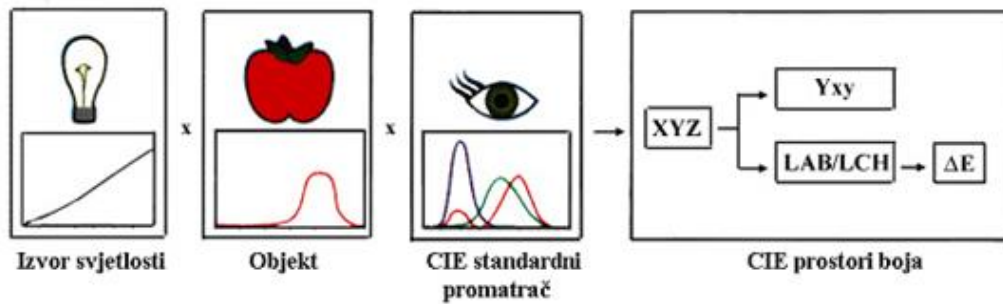 x
x
XYZ
Yxy
LAB/LCH
ΔE
Izvor svjetlosti
Objekt
CIE standardni
promatrač
CIE prostori boja